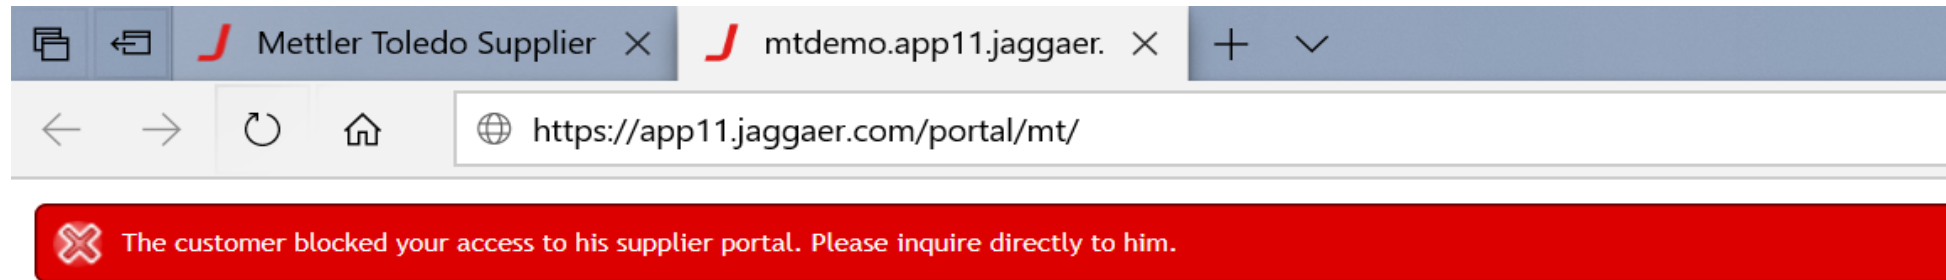 Mettler Toledo Supplier
mtdemo.app11.jaggaer.
https://app11.jaggaer.com/portal/mt/
The customer blocked your access to his supplier portal. Please inquire directly to him.